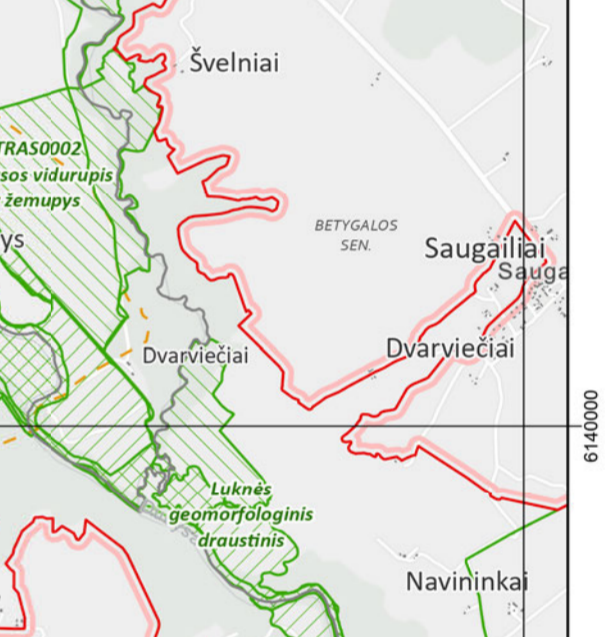 Švelniai
TRAS0002
sos vidurupis
žemupys
ys
BETYGALOS
SEN.
Saugailiai
Sauga
Dvarviečiai
Dvarviečiai
6140000
Luknės
geomorfologinis
draustinis
Navininkai